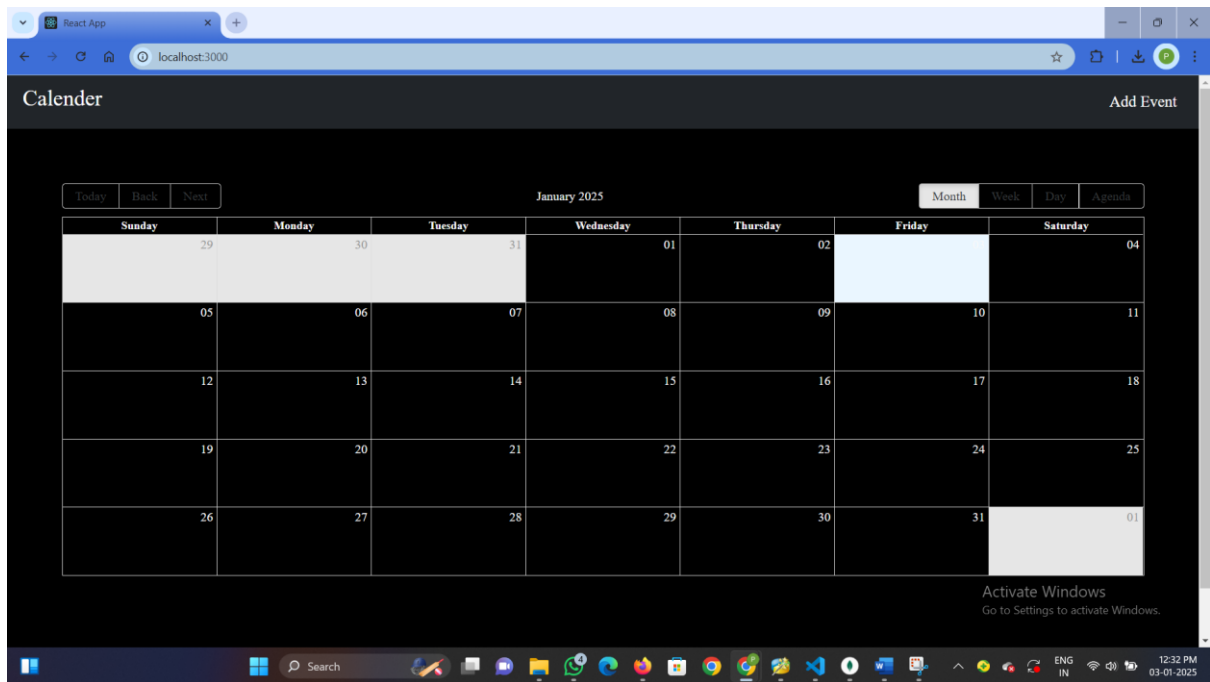 React App
localhost:3000
P
Calender
Add Event
Today Back Next
January 2025
Month Week Day Agenda
Sunday Monday Tuesday Wednesday Thursday Friday Saturday
29 30 31 01 02 04
05 06 07 08 09 10 11
12 13 14 15 16 17 18
19 20 21 22 23 24 25
26 27 28 29 30 31 01
Activate Windows
Go to Settings to activate Windows.
Search
4
ENG
IN
12:32 PM
03-01-2025